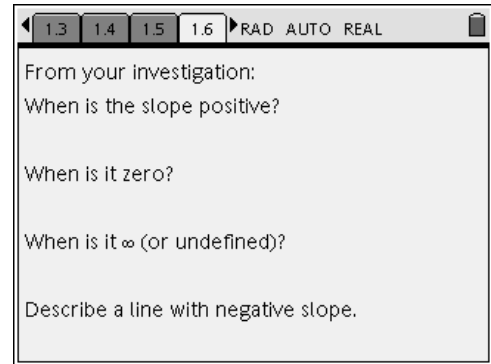 1.3 1.4 1.5 1.6 RAD AUTO REAL
From your investigation:
When is the slope positive?
When is it zero?
When is it ∞ (or undefined)?
Describe a line with negative slope.